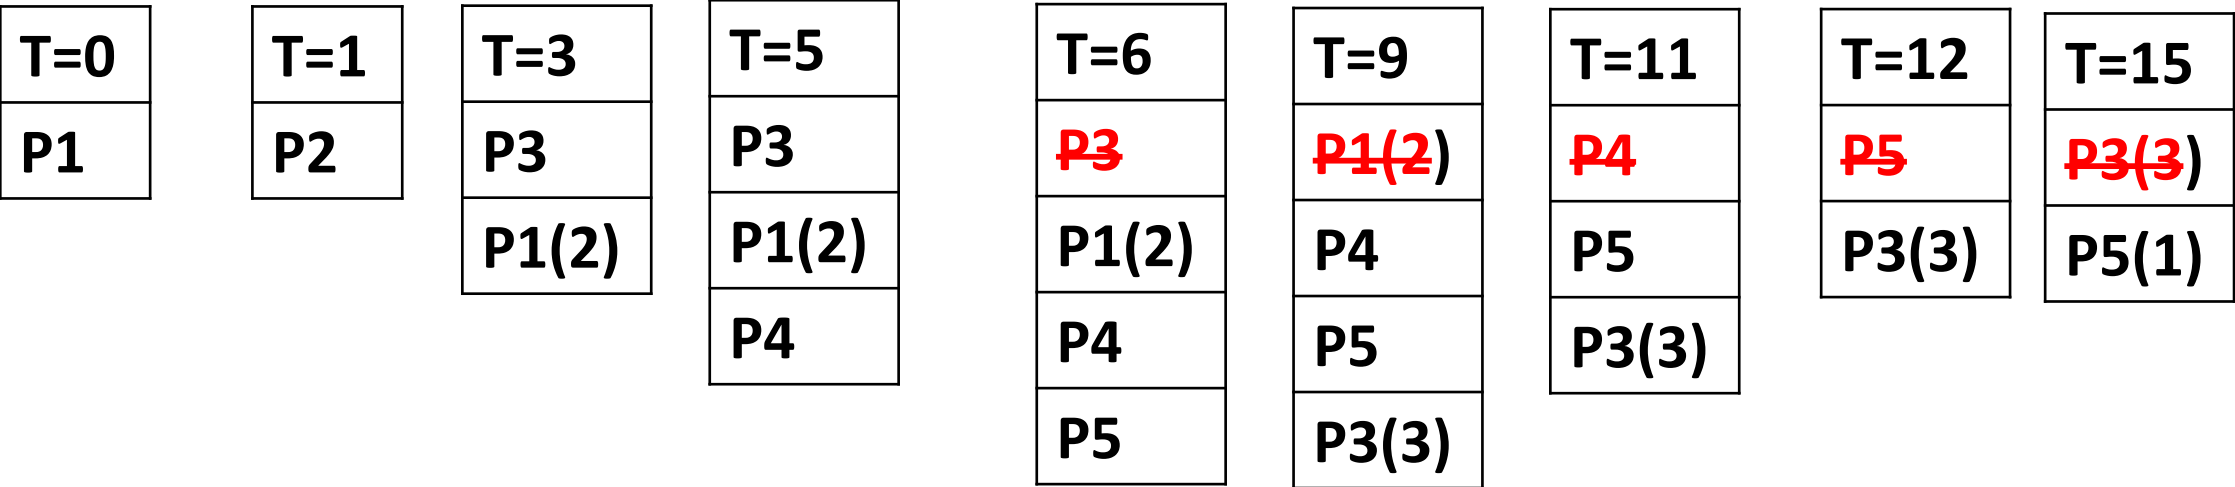 T=0
P1
T=1
P2
T=3
P3
P1(2)
T=5
P3
P1(2)
P4
T=6
P3
P1(2)
P4
P5
T=9
P1(2)
P4
P5
P3(3)
T=11
P4
P5
P3(3)
T=12
P5
P3(3)
T=15
P3(3)
P5(1)